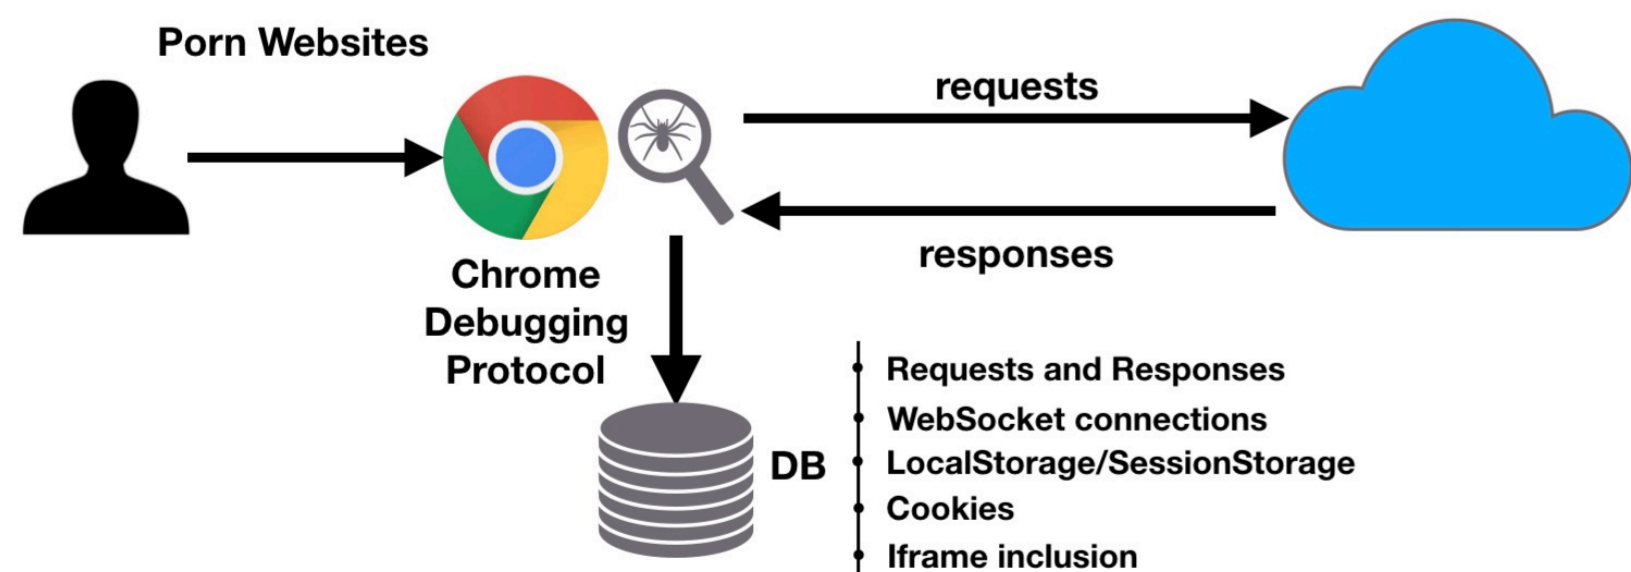 Porn Websites
requests
responses
Chrome
Debugging
Protocol
DB
Requests and Responses
WebSocket connections
LocalStorage/SessionStorage
Cookies
Iframe inclusion